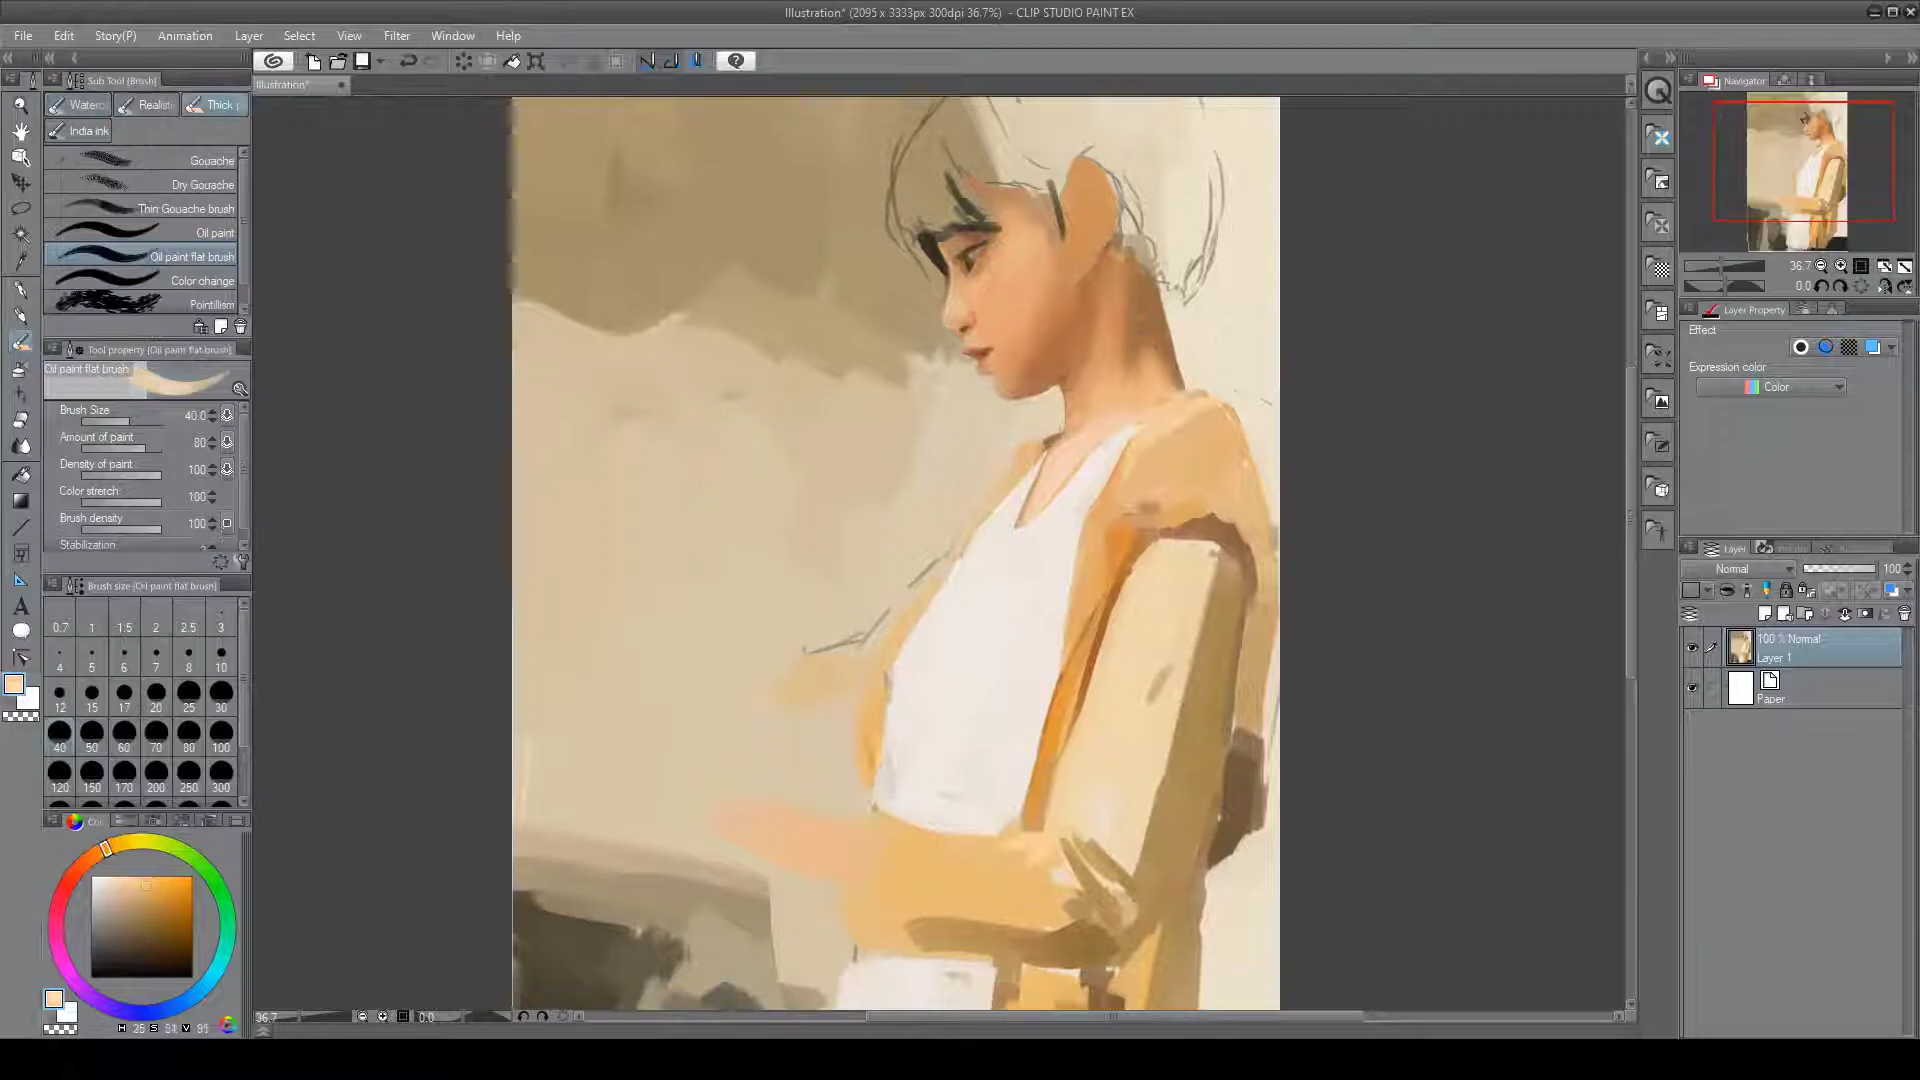 Illustration* (2095 x 3333px 300dpi 36.7%) - CLIP STUDIO PAINT EX
File Edit Story(P) Animation Layer Select View Filter Window Help
Sub Tool [Brush]
Waterc Realisti Thick
India ink
Gouache
Dry Gouache
Thin Gouache brush
Oil paint
Oil paint flat brush
Color change
Pointillism
Tool property [Oil paint flat brush]
Oil paint flat brush
Brush Size 40.0
Amount of paint 80
Density of paint 100
Color stretch 100
Brush density 100
Stabilization
Brush size [Oil paint flat brush]
0.7 1 1.5 2 2.5 3
4 5 6 7 8 10
12 15 17 20 25 30
40 50 60 70 80 100
120 150 170 200 250 300
Co
H 25 S 51 V 95
Illustration*
36.7 0.0
Navigator
36.7
0.0
Layer Property
Effect
Expression color
Color
Layer
Normal 100
100 % Normal
Layer 1
Paper